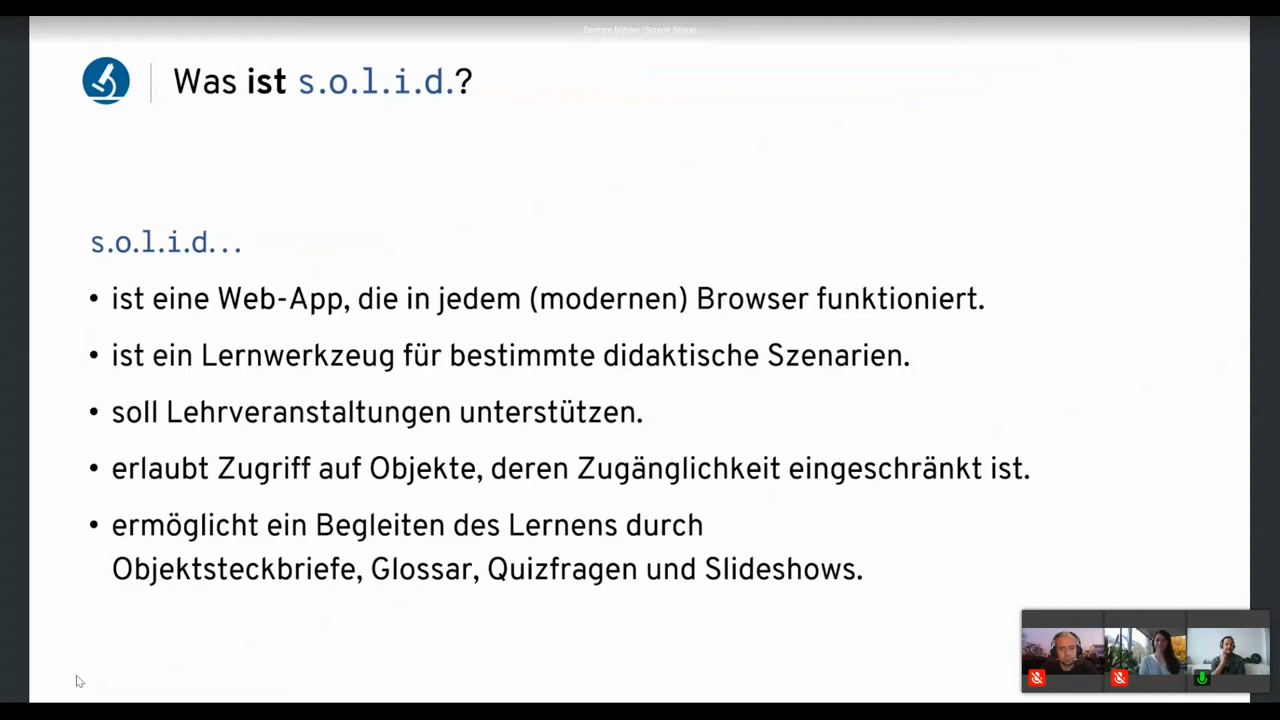 Was ist s.o.l.i.d.?
s.o.l.i.d...
• ist eine Web-App, die in jedem (modernen) Browser funktioniert.
• ist ein Lernwerkzeug für bestimmte didaktische Szenarien.
• soll Lehrveranstaltungen unterstützen.
• erlaubt Zugriff auf Objekte, deren Zugänglichkeit eingeschränkt ist.
• ermöglicht ein Begleiten des Lernens durch
Objektsteckbriefe, Glossar, Quizfragen und Slideshows.